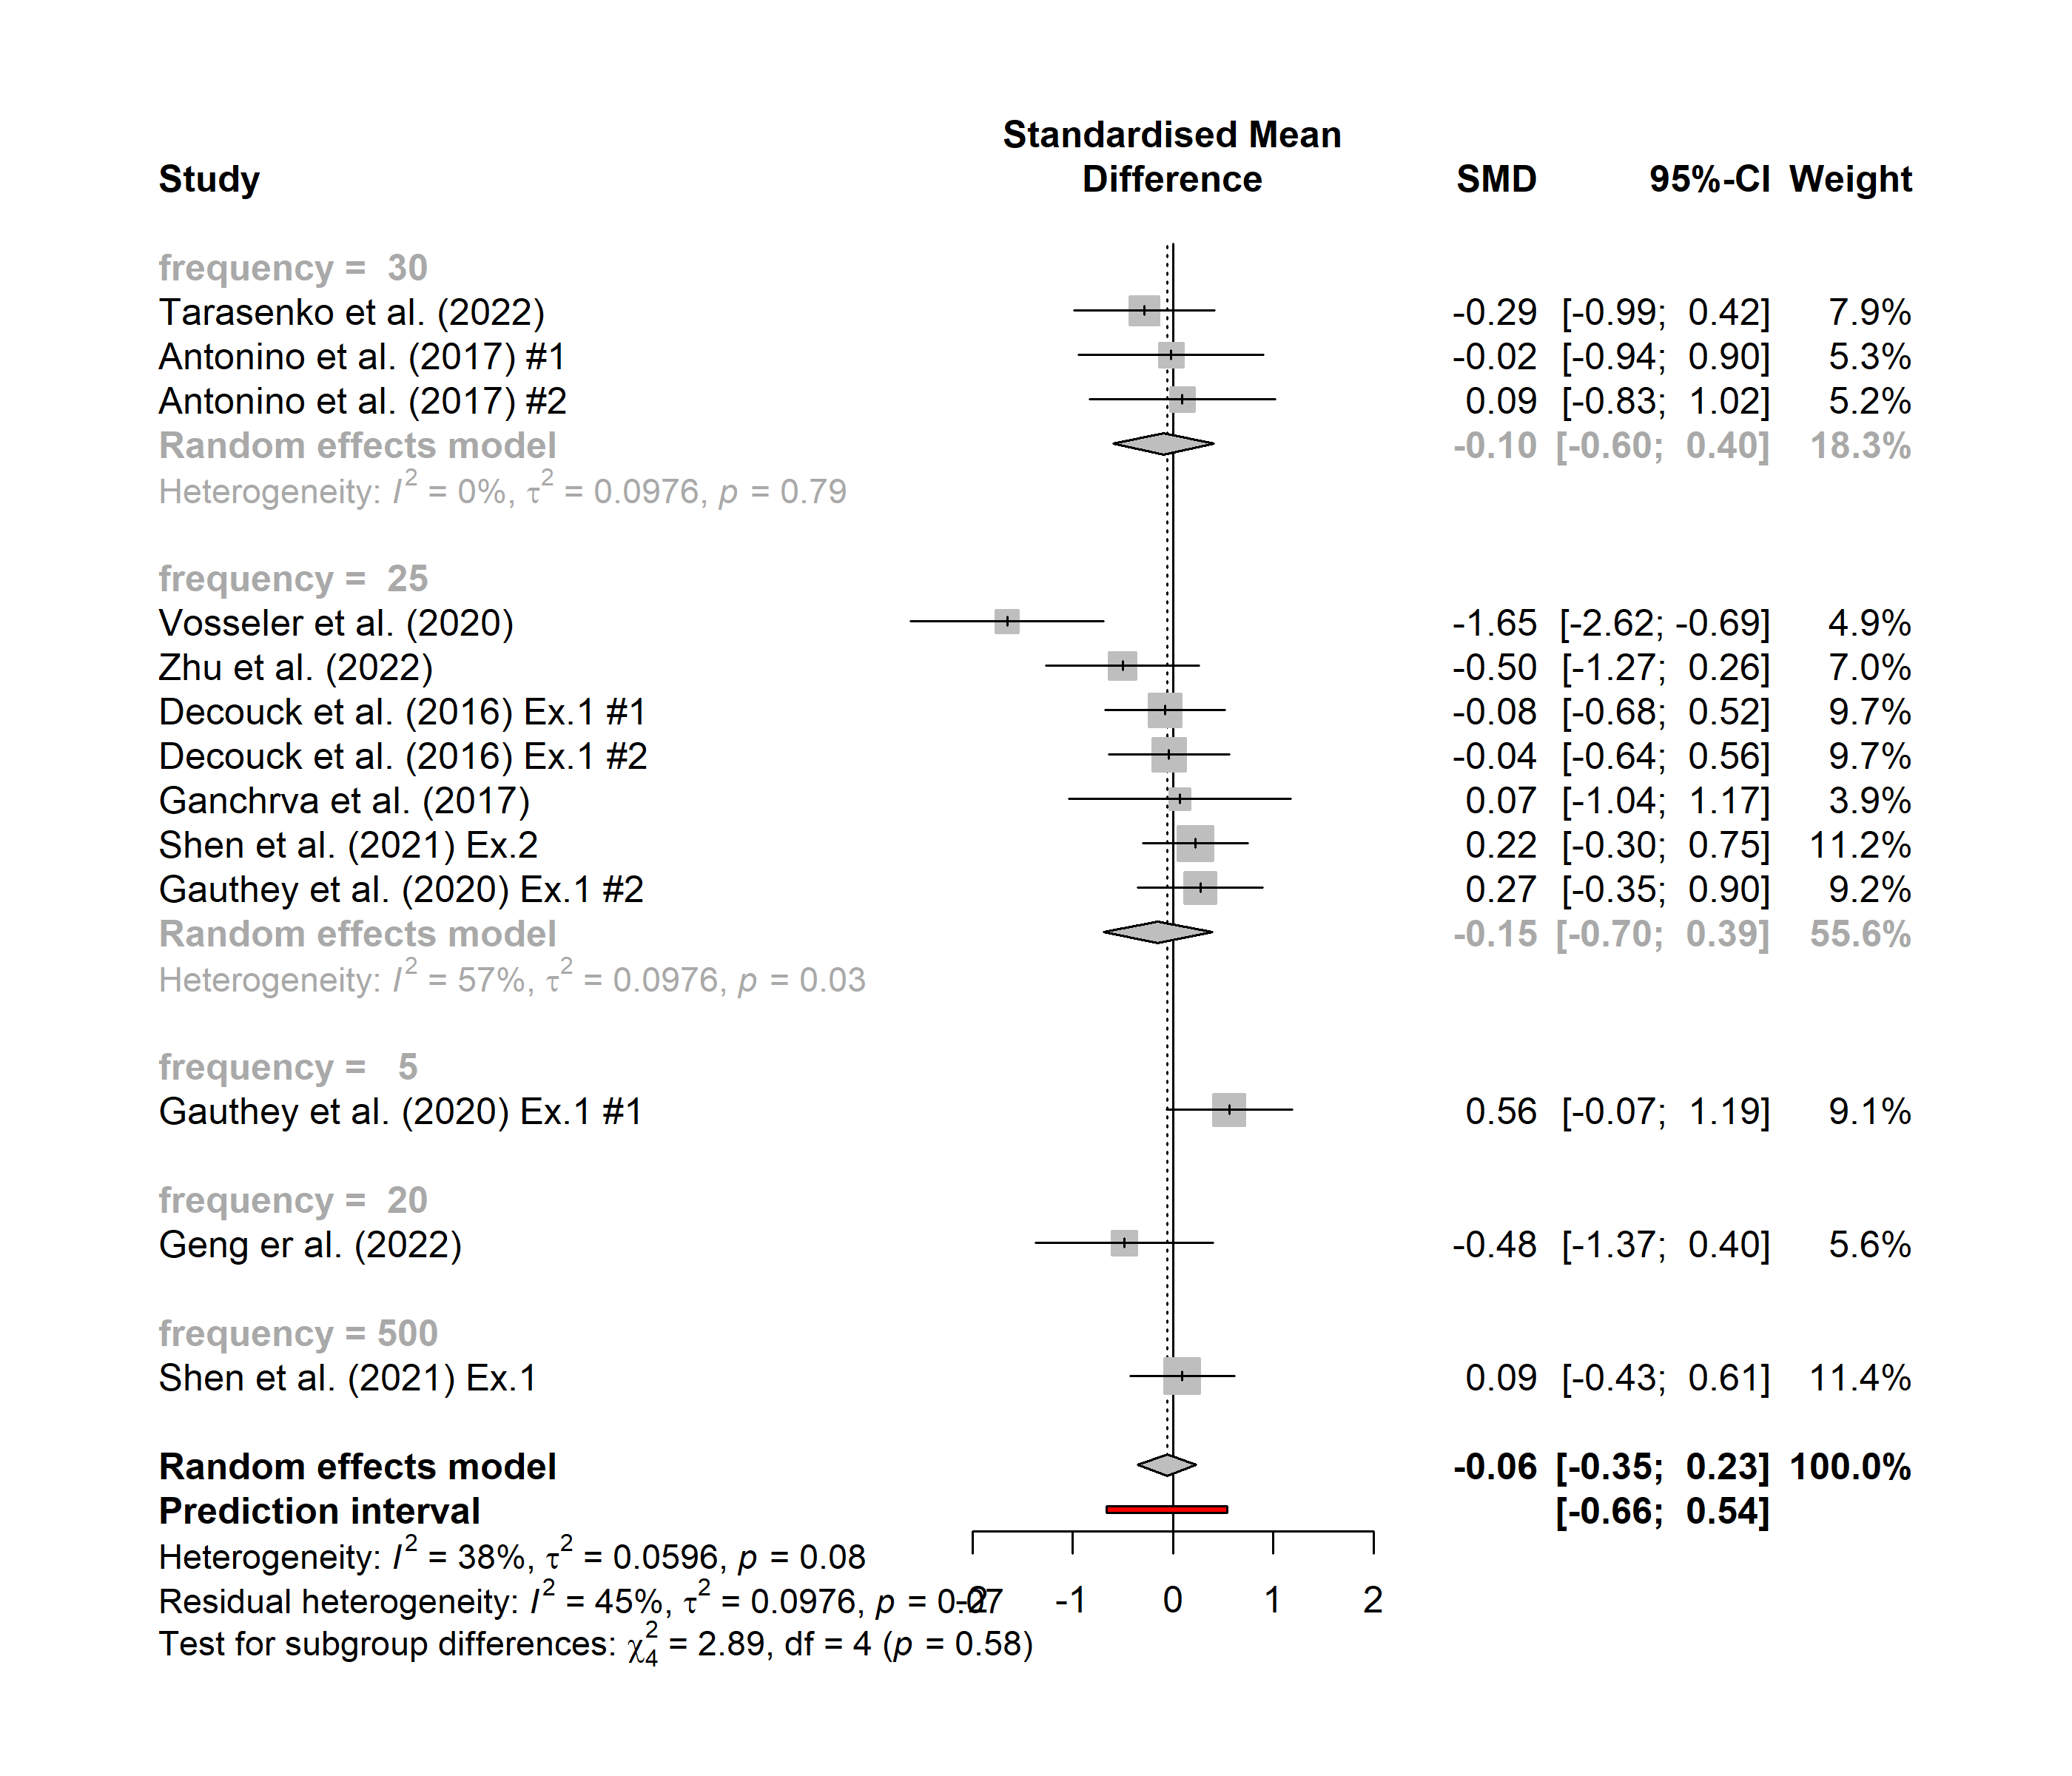 Standardised Mean
Study Difference SMD 95%-CI Weight
frequency = 30
Tarasenko et al. (2022) -0.29 [-0.99; 0.42] 7.9%
Antonino et al. (2017) #1 -0.02 [-0.94; 0.90] 5.3%
Antonino et al. (2017) #2 0.09 [-0.83; 1.02] 5.2%
Random effects model -0.10 [-0.60; 0.40] 18.3%
Heterogeneity: I² = 0%, τ² = 0.0976, p = 0.79
frequency = 25
Vosseler et al. (2020) -1.65 [-2.62; -0.69] 4.9%
Zhu et al. (2022) -0.50 [-1.27; 0.26] 7.0%
Decouck et al. (2016) Ex.1 #1 -0.08 [-0.68; 0.52] 9.7%
Decouck et al. (2016) Ex.1 #2 -0.04 [-0.64; 0.56] 9.7%
Ganchrva et al. (2017) 0.07 [-1.04; 1.17] 3.9%
Shen et al. (2021) Ex.2 0.22 [-0.30; 0.75] 11.2%
Gauthey et al. (2020) Ex.1 #2 0.27 [-0.35; 0.90] 9.2%
Random effects model -0.15 [-0.70; 0.39] 55.6%
Heterogeneity: I² = 57%, τ² = 0.0976, p = 0.03
frequency = 5
Gauthey et al. (2020) Ex.1 #1 0.56 [-0.07; 1.19] 9.1%
frequency = 20
Geng er al. (2022) -0.48 [-1.37; 0.40] 5.6%
frequency = 500
Shen et al. (2021) Ex.1 0.09 [-0.43; 0.61] 11.4%
Random effects model -0.06 [-0.35; 0.23] 100.0%
Prediction interval [-0.66; 0.54]
Heterogeneity: I² = 38%, τ² = 0.0596, p = 0.08
Residual heterogeneity: I² = 45%, τ² = 0.0976, p = 0.07 -2 -1 0 1 2
Test for subgroup differences: χ²₄ = 2.89, df = 4 (p = 0.58)